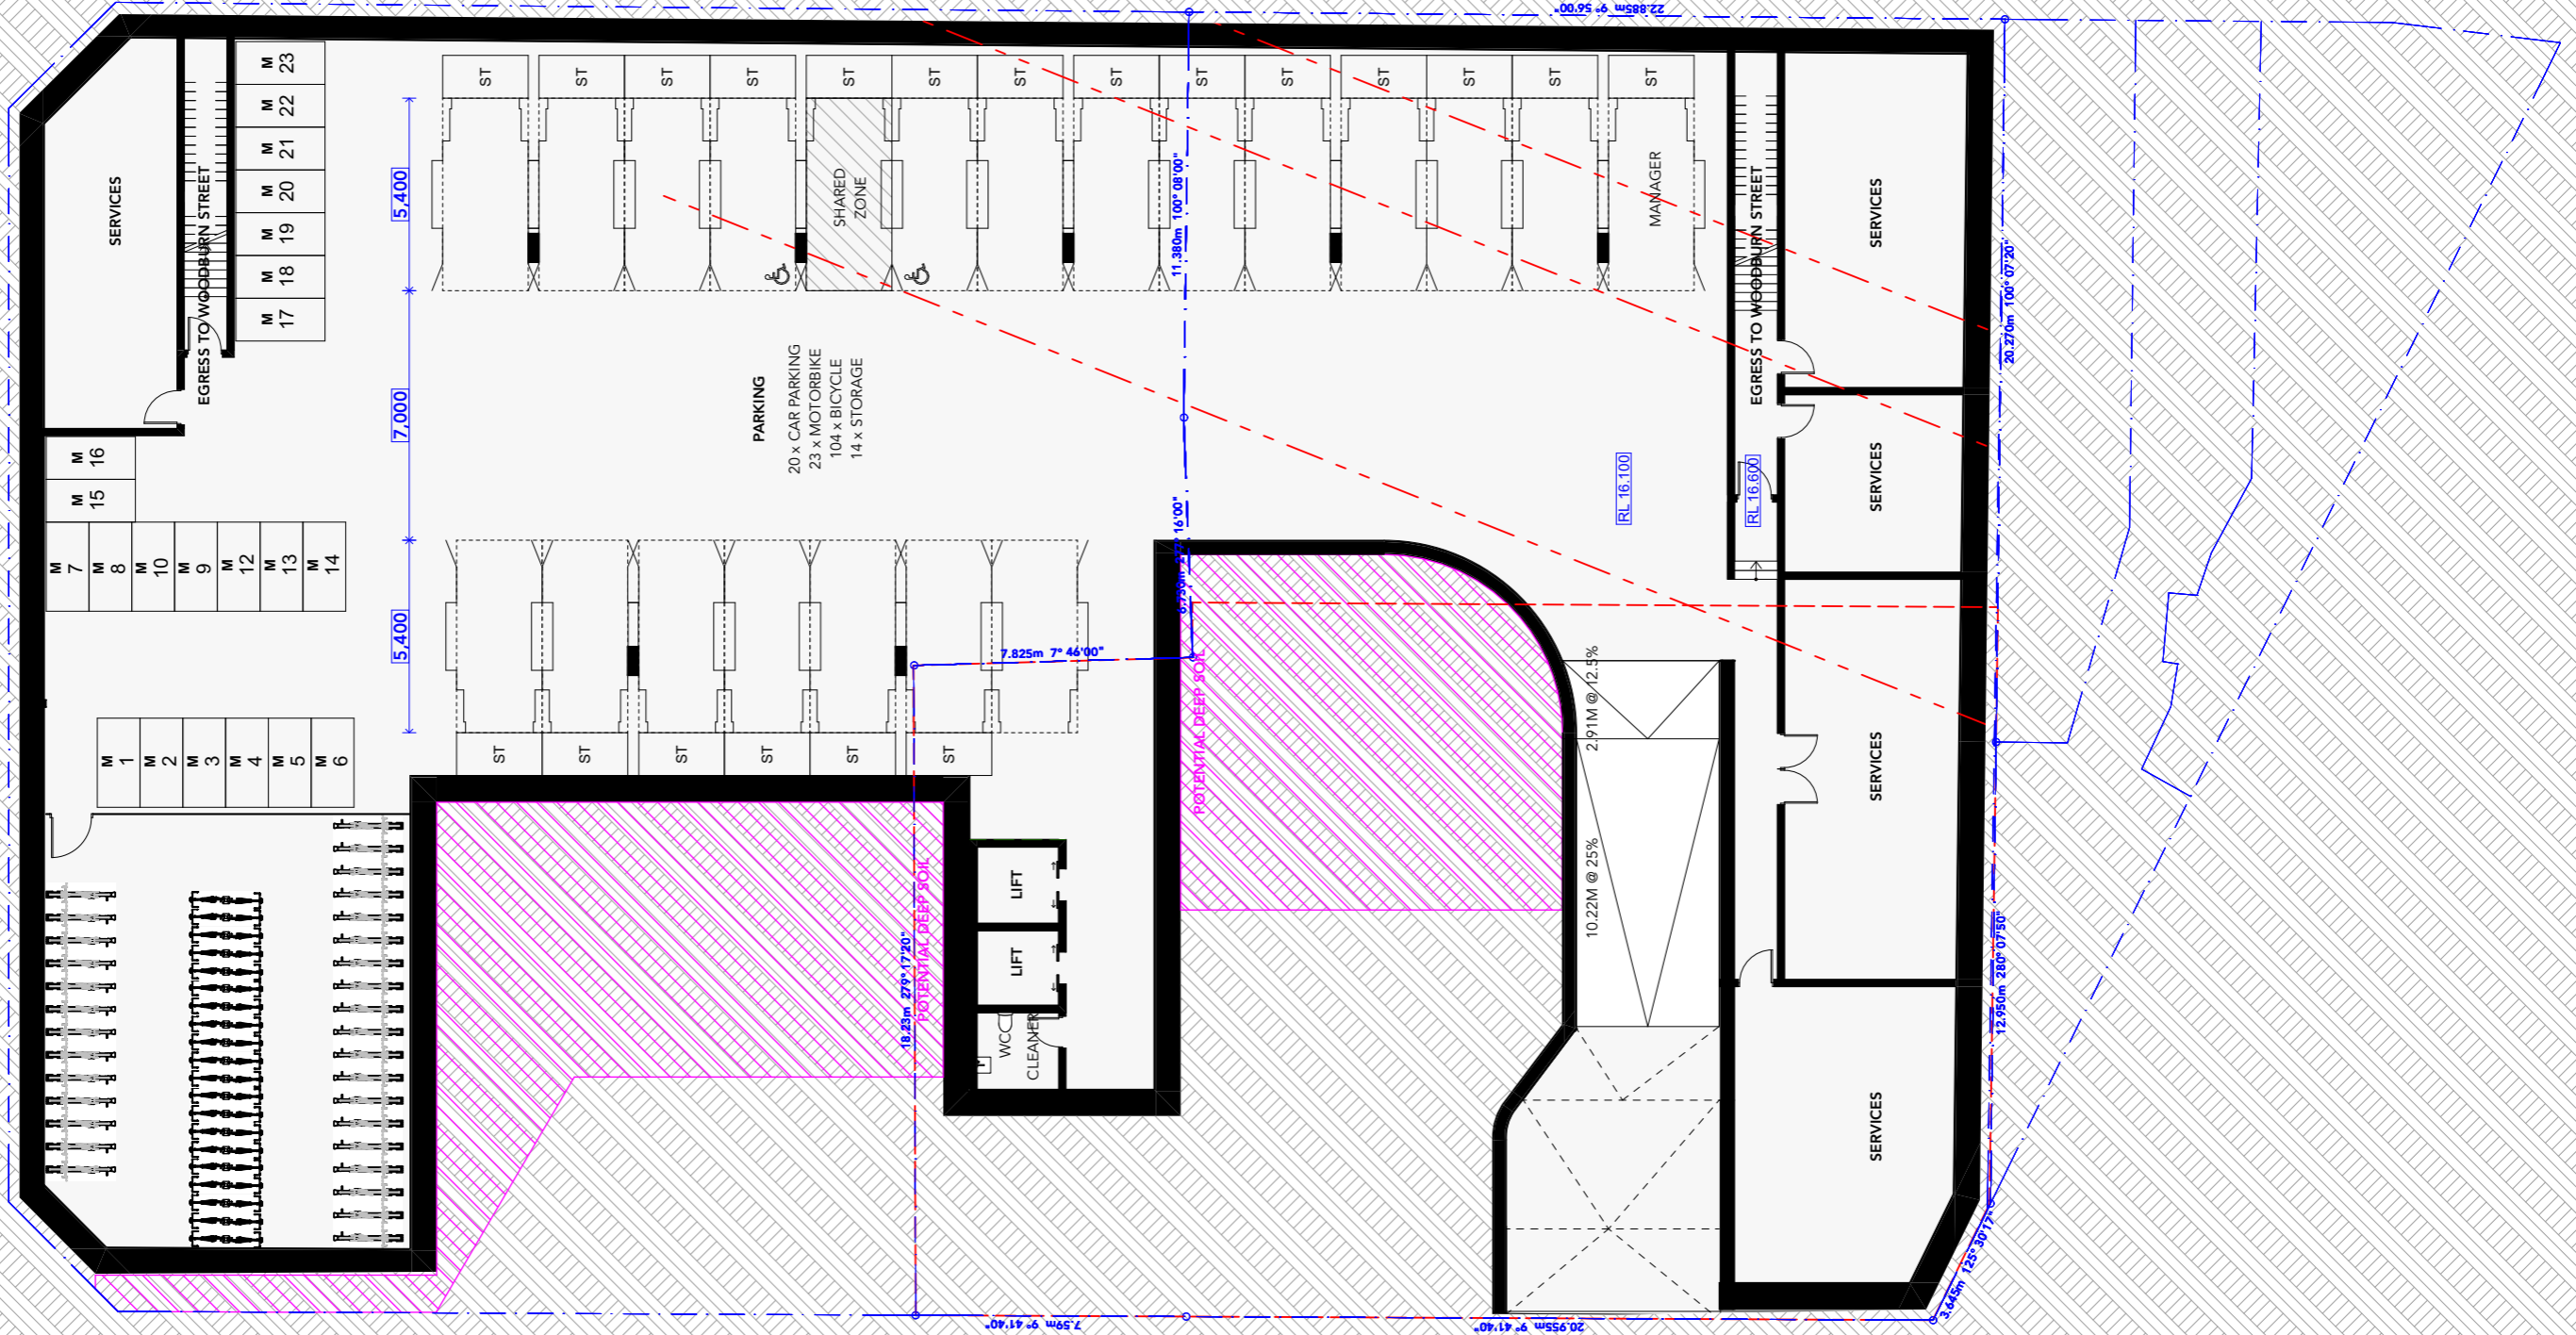 22.885m 9° 56'00"
M 23
M 22
M 21
M 20
M 19
M 18
M 17
ST
ST
ST
ST
ST
ST
ST
ST
ST
ST
ST
ST
ST
ST
SERVICES
EGRESS TO WOODBURN STREET
5,400
SHARED
ZONE
11.380m 100° 08'00"
MANAGER
EGRESS TO WOODBURN STREET
SERVICES
20.270m 100° 07'20"
7,000
PARKING
20 x CAR PARKING
23 x MOTORBIKE
104 x BICYCLE
14 x STORAGE
M 16
M 15
RL 16.100
RL 16.600
SERVICES
M 7
M 8
M 10
M 9
M 12
M 13
M 14
5,400
7.825m 7° 46'00"
POTENTIAL DEEP SOIL
2.91M @ 12.5%
M 1
M 2
M 3
M 4
M 5
M 6
ST
ST
ST
ST
ST
ST
SERVICES
10.22M @ 25%
LIFT
LIFT
18.23m 279° 17'20"
POTENTIAL DEEP SOIL
WC
CLEANER
12.950m 280° 07'50"
SERVICES
3.645m 125° 30'17"
7.59m 9° 41'40"
20.955m 9° 41'40"